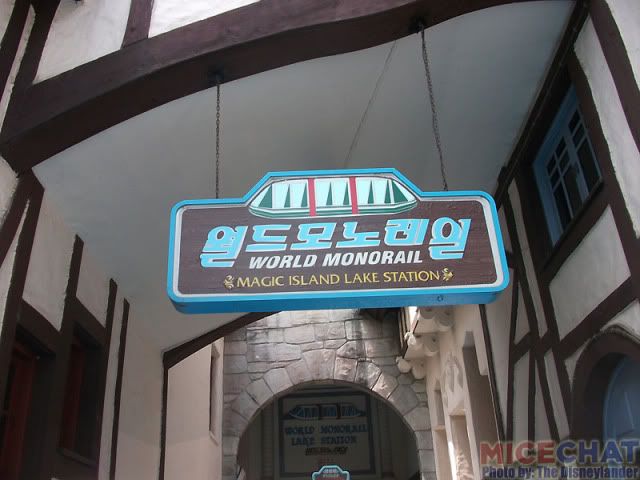 월드모노레일
WORLD MONORAIL
MAGIC ISLAND LAKE STATION
WORLD MONORAIL
LAKE STATION
MICECHAT
Photo by: The Disneylander